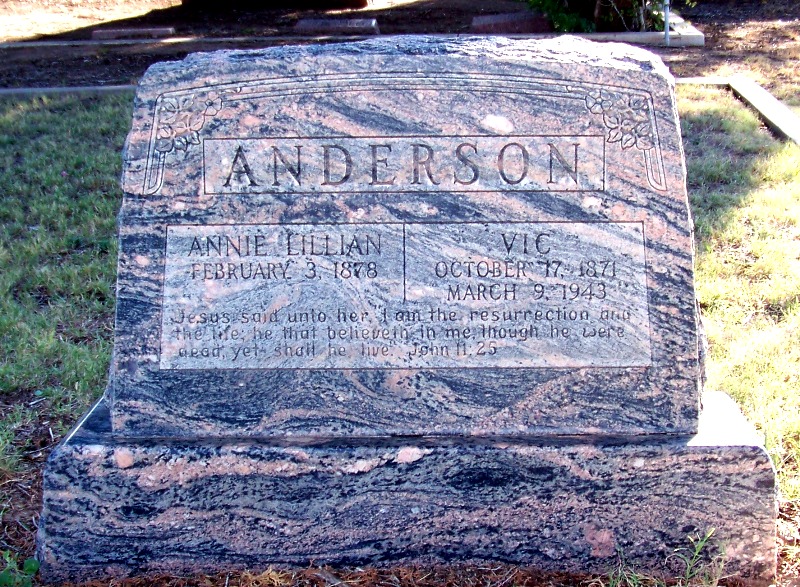 ANDERSON
ANNIE LILLIAN
FEBRUARY 3, 1878
VIC
OCTOBER 17, 1871
MARCH 9, 1943
Jesus said unto her, I am the resurrection and
the life; he that believeth in me, though he were
dead, yet shall he live. John 11, 25